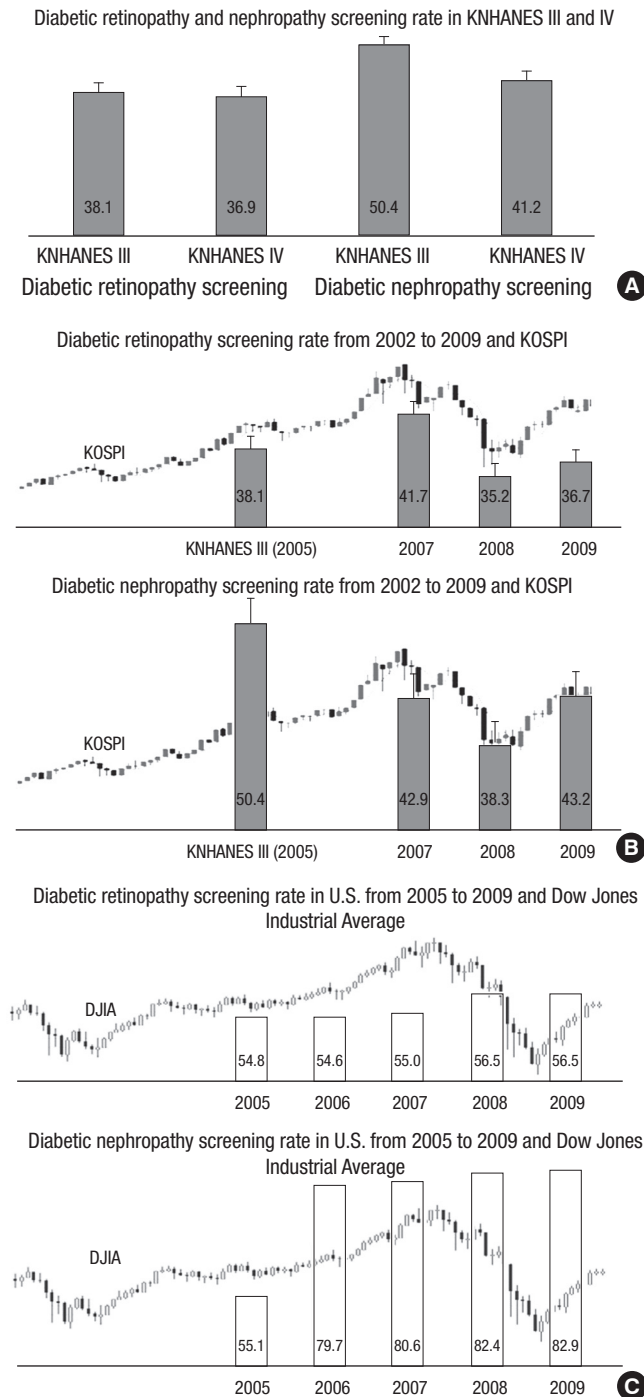 Diabetic retinopathy and nephropathy screening rate in KNHANES III and IV
38.1 36.9 50.4 41.2
KNHANES III KNHANES IV KNHANES III KNHANES IV
Diabetic retinopathy screening Diabetic nephropathy screening
A
Diabetic retinopathy screening rate from 2002 to 2009 and KOSPI
KOSPI
38.1 41.7 35.2 36.7
KNHANES III (2005) 2007 2008 2009
Diabetic nephropathy screening rate from 2002 to 2009 and KOSPI
KOSPI
50.4 42.9 38.3 43.2
KNHANES III (2005) 2007 2008 2009
B
Diabetic retinopathy screening rate in U.S. from 2005 to 2009 and Dow Jones
Industrial Average
DJIA
54.8 54.6 55.0 56.5 56.5
2005 2006 2007 2008 2009
Diabetic nephropathy screening rate in U.S. from 2005 to 2009 and Dow Jones
Industrial Average
DJIA
55.1 79.7 80.6 82.4 82.9
2005 2006 2007 2008 2009
C